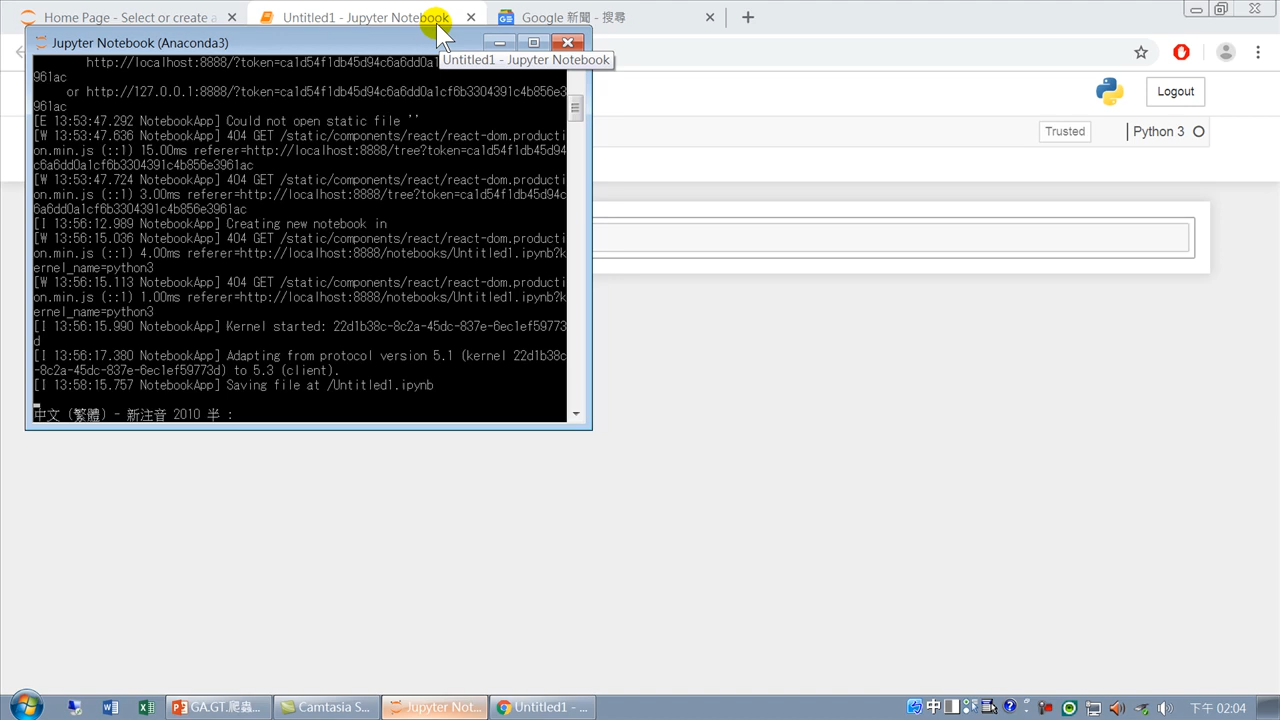 Home Page - Select or create a
Untitled1 - Jupyter Notebook
Google 新聞 - 搜尋
Jupyter Notebook (Anaconda3)
Untitled1 - Jupyter Notebook
http://localhost:8888/?token=ca1d54f1db45d94c6a6dd0a1cf6b3304391c4b856e3
961ac
or http://127.0.0.1:8888/?token=ca1d54f1db45d94c6a6dd0a1cf6b3304391c4b856e3
961ac
[E 13:53:47.292 NotebookApp] Could not open static file ''
[W 13:53:47.636 NotebookApp] 404 GET /static/components/react/react-dom.producti
on.min.js (::1) 15.00ms referer=http://localhost:8888/tree?token=ca1d54f1db45d94
c6a6dd0a1cf6b3304391c4b856e3961ac
[W 13:53:47.724 NotebookApp] 404 GET /static/components/react/react-dom.producti
on.min.js (::1) 3.00ms referer=http://localhost:8888/tree?token=ca1d54f1db45d94c
6a6dd0a1cf6b3304391c4b856e3961ac
[I 13:56:12.989 NotebookApp] Creating new notebook in
[W 13:56:15.036 NotebookApp] 404 GET /static/components/react/react-dom.producti
on.min.js (::1) 4.00ms referer=http://localhost:8888/notebooks/Untitled1.ipynb?k
ernel_name=python3
[W 13:56:15.113 NotebookApp] 404 GET /static/components/react/react-dom.producti
on.min.js (::1) 1.00ms referer=http://localhost:8888/notebooks/Untitled1.ipynb?k
ernel_name=python3
[I 13:56:15.990 NotebookApp] Kernel started: 22d1b38c-8c2a-45dc-837e-6ec1ef59773
d
[I 13:56:17.380 NotebookApp] Adapting from protocol version 5.1 (kernel 22d1b38c
-8c2a-45dc-837e-6ec1ef59773d) to 5.3 (client).
[I 13:58:15.757 NotebookApp] Saving file at /Untitled1.ipynb
中文 (繁體) - 新注音 2010 半 :
Logout
Trusted
Python 3
GA.GT.爬蟲...
Camtasia S...
Jupyter Not...
Untitled1 - ...
中
下午 02:04